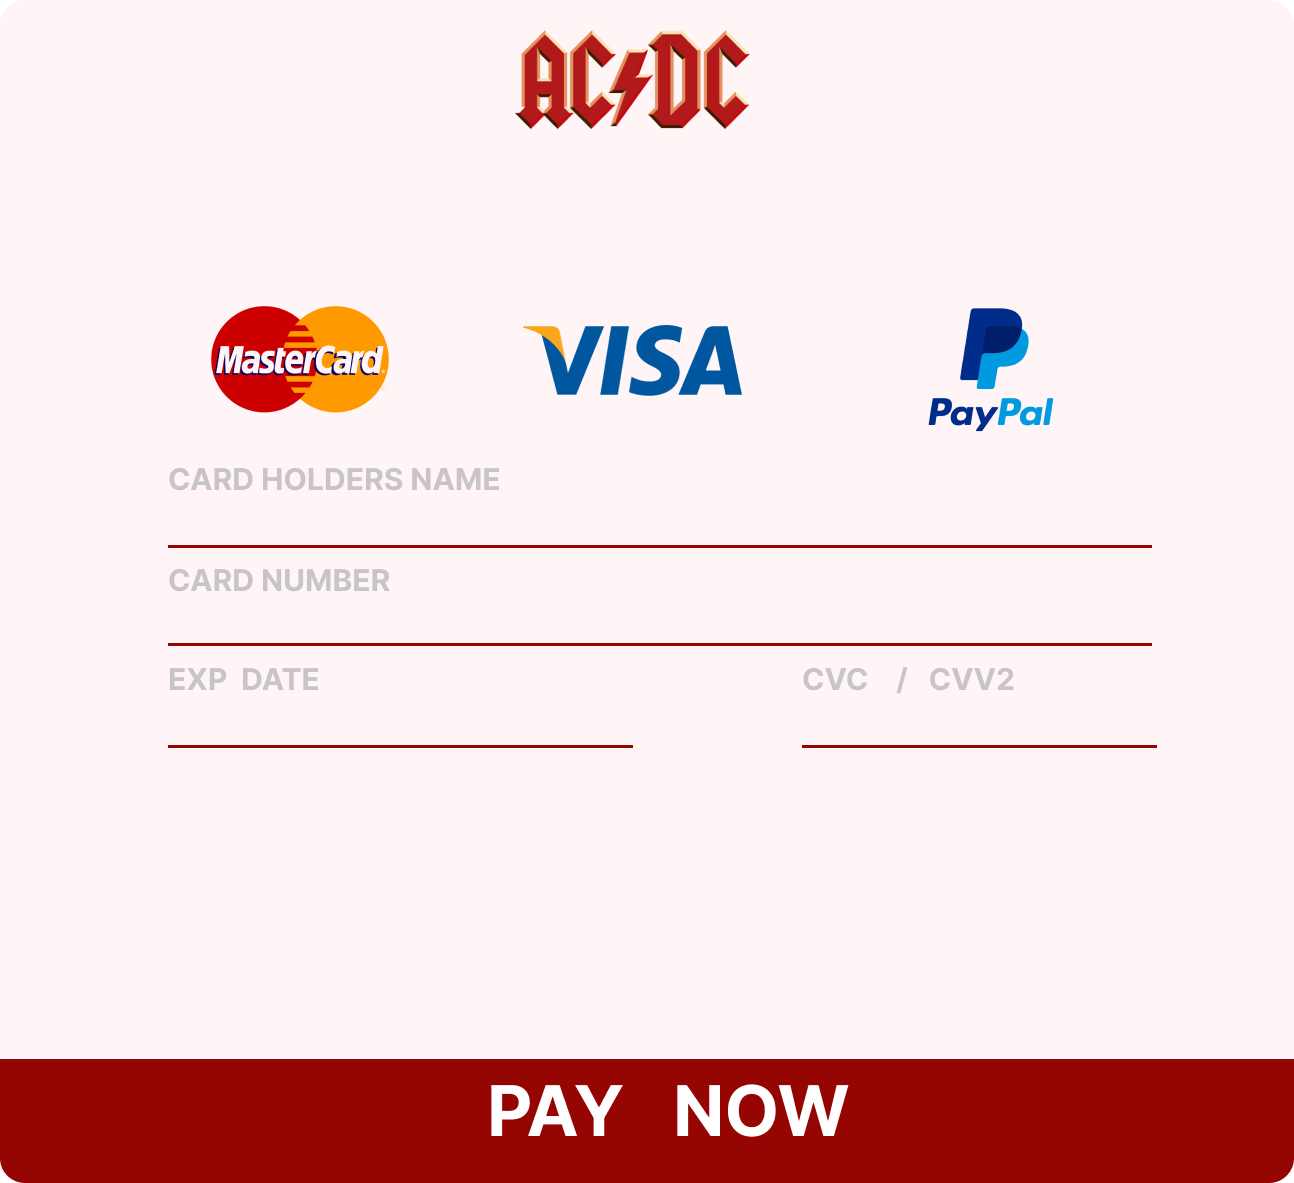 AC DC
MasterCard VISA PayPal
CARD HOLDERS NAME
CARD NUMBER
EXP DATE CVC / CVV2
PAY NOW